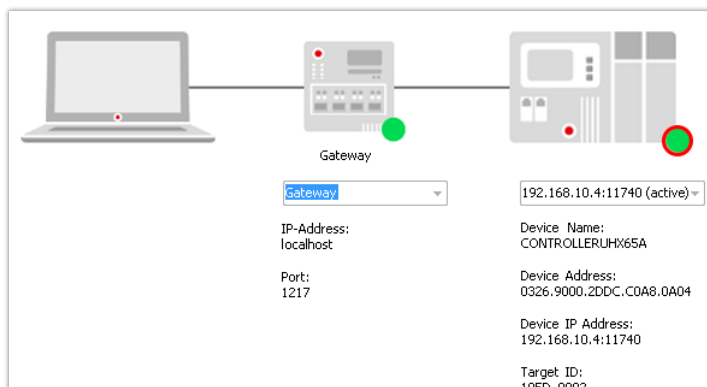 Gateway
Gateway
192.168.10.4:11740 (active)
IP-Address:
localhost
Device Name:
CONTROLLERUHX65A
Port:
1217
Device Address:
0326.9000.2DDC.C0A8.0A04
Device IP Address:
192.168.10.4:11740
Target ID: